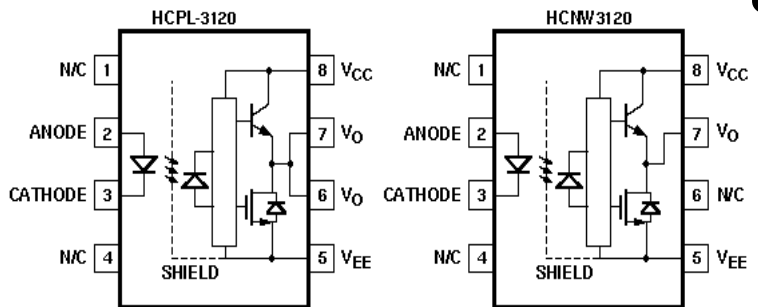 HCPL-3120
N/C 1
8 VCC
ANODE 2
7 VO
CATHODE 3
6 VO
N/C 4
5 VEE
SHIELD
HCNW3120
N/C 1
8 VCC
ANODE 2
7 VO
CATHODE 3
6 N/C
N/C 4
5 VEE
SHIELD